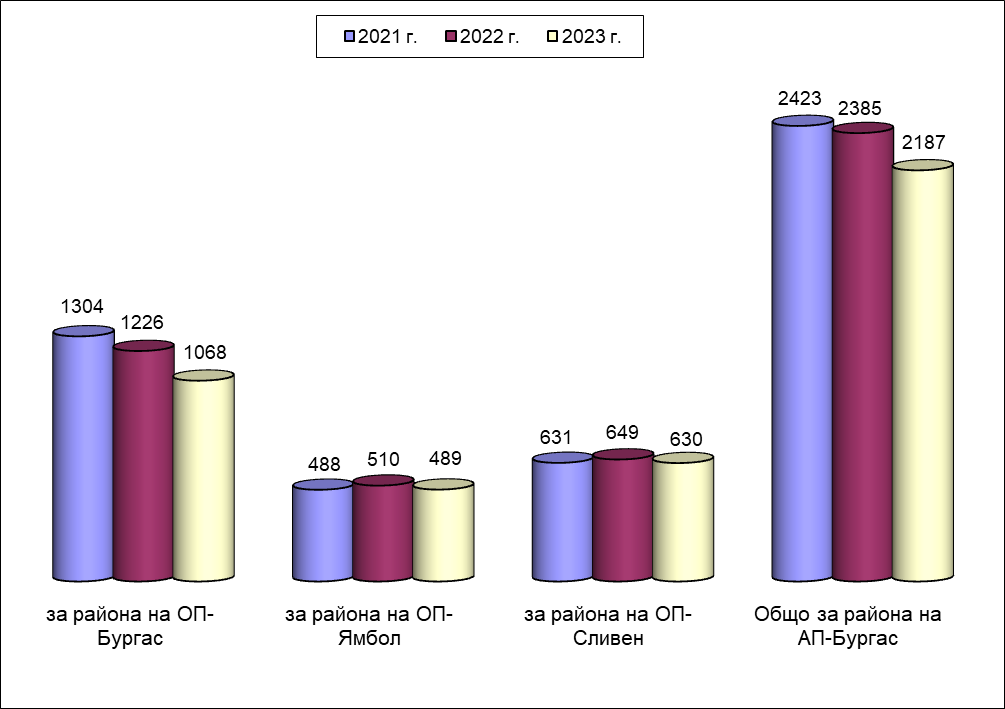 2021 г. 2022 г. 2023 г.
2423
2385
2187
1304
1226
1068
488 510 489
631 649 630
за района на ОП-
Бургас
за района на ОП-
Ямбол
за района на ОП-
Сливен
Общо за района на
АП-Бургас